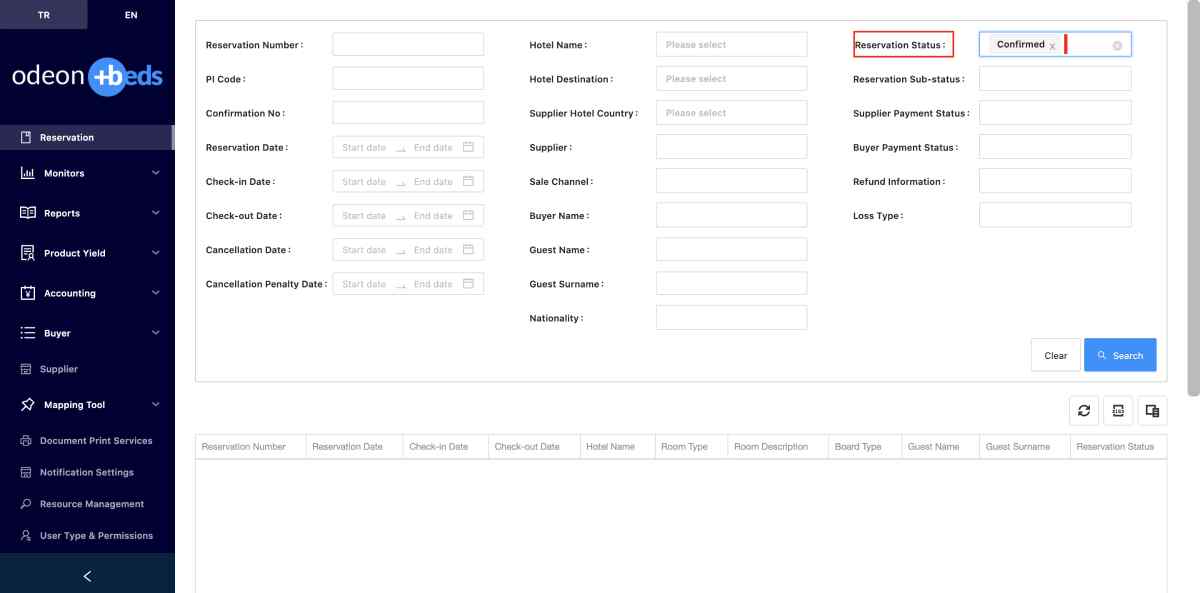 TR
EN
odeon +beds
Reservation
Monitors
Reports
Product Yield
Accounting
Buyer
Supplier
Mapping Tool
Document Print Services
Notification Settings
Resource Management
User Type & Permissions
Reservation Number :
PI Code :
Confirmation No :
Reservation Date : Start date End date
Check-in Date : Start date End date
Check-out Date : Start date End date
Cancellation Date : Start date End date
Cancellation Penalty Date : Start date End date
Hotel Name : Please select
Hotel Destination : Please select
Supplier Hotel Country : Please select
Supplier :
Sale Channel :
Buyer Name :
Guest Name :
Guest Surname :
Nationality :
Reservation Status : Confirmed x
Reservation Sub-status :
Supplier Payment Status :
Buyer Payment Status :
Refund Information :
Loss Type :
Clear
Search
Reservation Number Reservation Date Check-in Date Check-out Date Hotel Name Room Type Room Description Board Type Guest Name Guest Surname Reservation Status